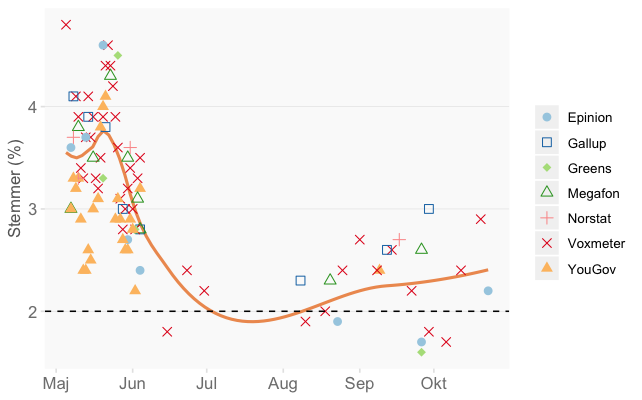 Stemmer (%)
4
3
2
Maj Jun Jul Aug Sep Okt
Epinion
Gallup
Greens
Megafon
Norstat
Voxmeter
YouGov